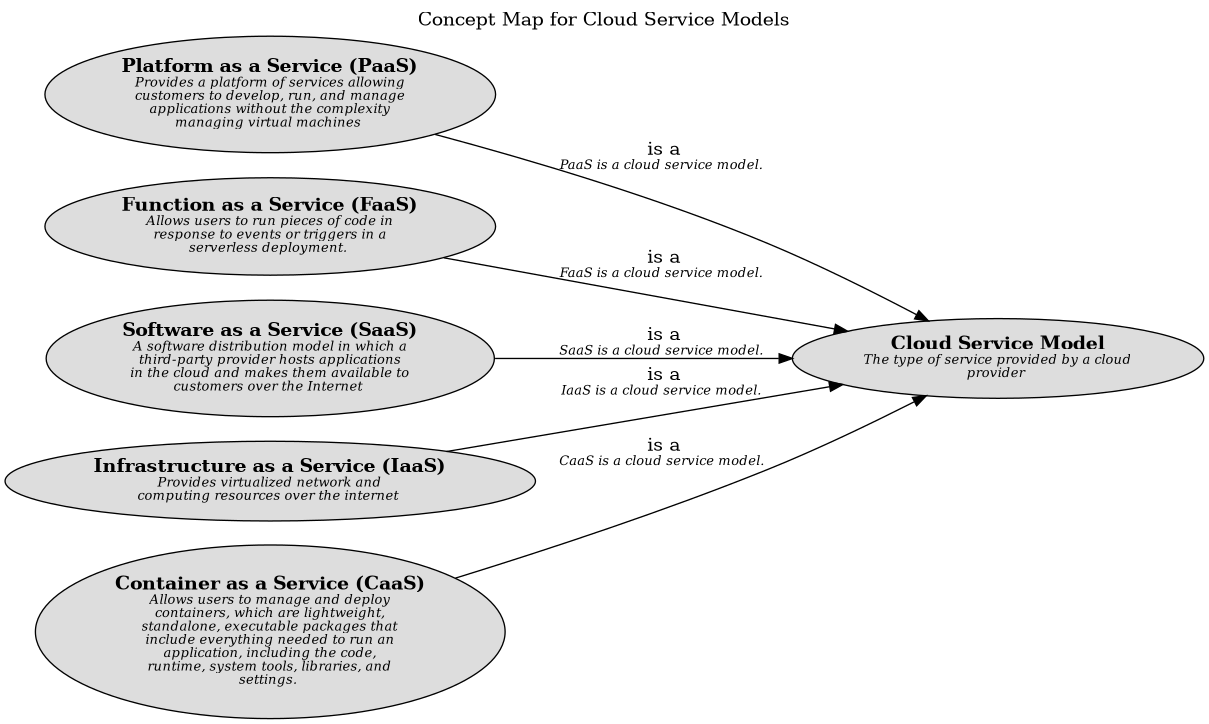 Concept Map for Cloud Service Models
Platform as a Service (PaaS)
Provides a platform of services allowing
customers to develop, run, and manage
applications without the complexity
managing virtual machines
is a
PaaS is a cloud service model.
Function as a Service (FaaS)
Allows users to run pieces of code in
response to events or triggers in a
serverless deployment.
is a
FaaS is a cloud service model.
Software as a Service (SaaS)
A software distribution model in which a
third-party provider hosts applications
in the cloud and makes them available to
customers over the Internet
is a
SaaS is a cloud service model.
Cloud Service Model
The type of service provided by a cloud
provider
is a
IaaS is a cloud service model.
Infrastructure as a Service (IaaS)
Provides virtualized network and
computing resources over the internet
is a
CaaS is a cloud service model.
Container as a Service (CaaS)
Allows users to manage and deploy
containers, which are lightweight,
standalone, executable packages that
include everything needed to run an
application, including the code,
runtime, system tools, libraries, and
settings.